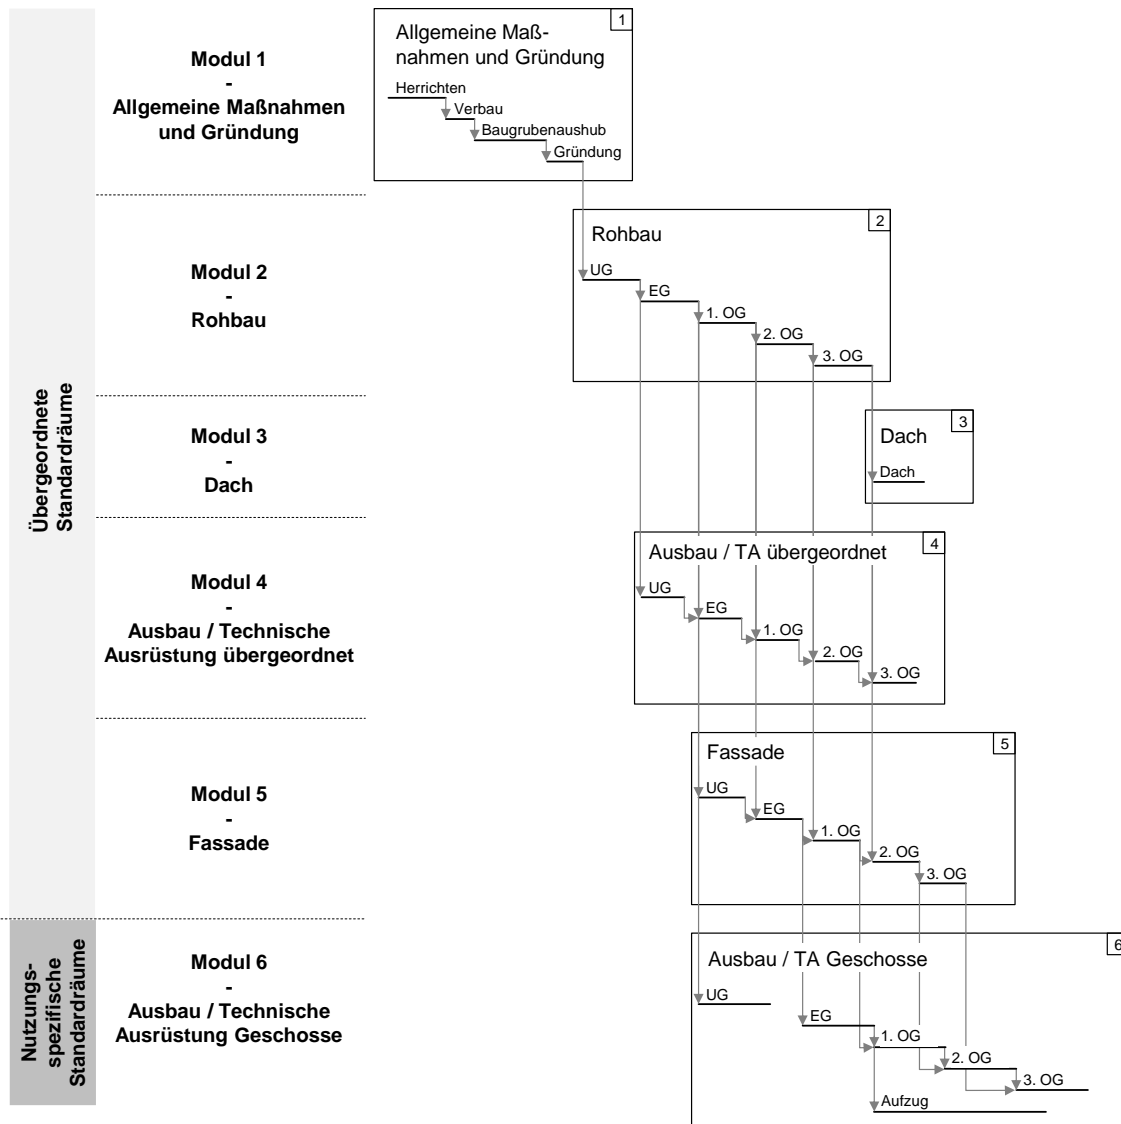 Übergeordnete
Standardräume
Nutzungs-
spezifische
Standardräume
Modul 1
-
Allgemeine Maßnahmen
und Gründung
Modul 2
-
Rohbau
Modul 3
-
Dach
Modul 4
-
Ausbau / Technische
Ausrüstung übergeordnet
Modul 5
-
Fassade
Modul 6
-
Ausbau / Technische
Ausrüstung Geschosse
1
Allgemeine Maß-
nahmen und Gründung
Herrichten
Verbau
Baugrubenaushub
Gründung
2
Rohbau
UG
EG
1. OG
2. OG
3. OG
3
Dach
Dach
4
Ausbau / TA übergeordnet
UG
EG
1. OG
2. OG
3. OG
5
Fassade
UG
EG
1. OG
2. OG
3. OG
6
Ausbau / TA Geschosse
UG
EG
1. OG
2. OG
3. OG
Aufzug